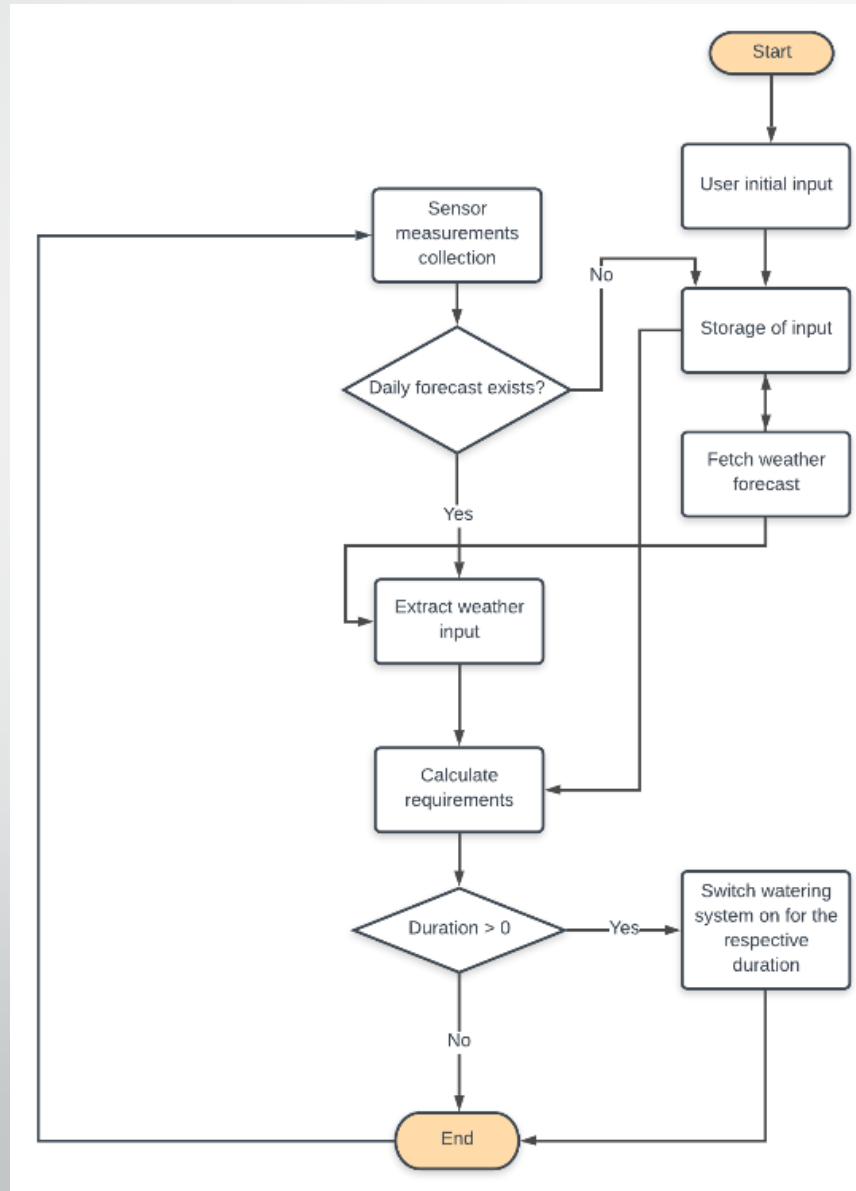 Start
User initial input
Sensor
measurements
collection
No
Storage of input
Daily forecast exists?
Fetch weather
forecast
Yes
Extract weather
input
Calculate
requirements
Switch watering
system on for the
respective
duration
Duration > 0
Yes
No
End